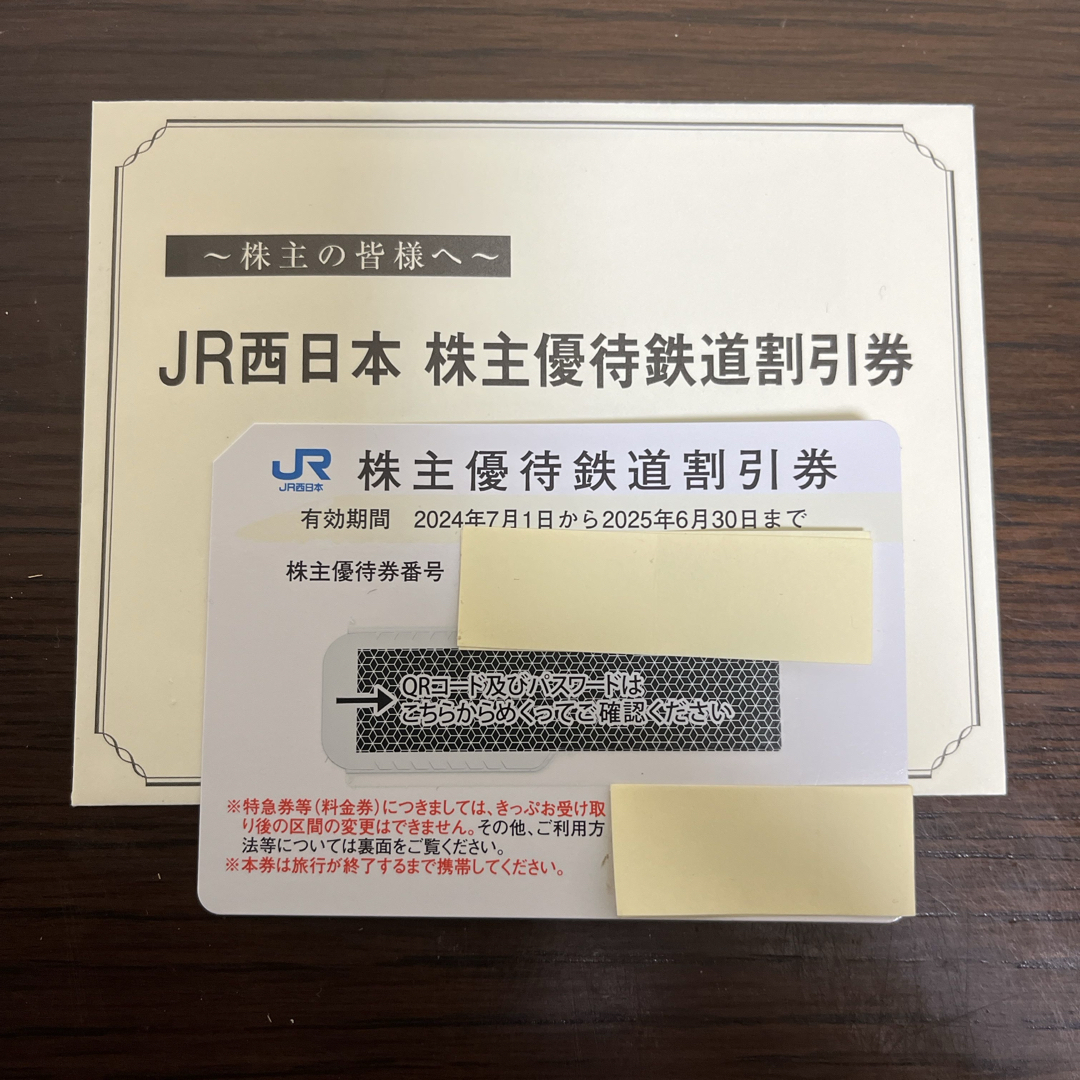 ～株主の皆様へ～
JR西日本 株主優待鉄道割引券
JR
JR西日本
株主優待鉄道割引券
有効期間 2024年7月1日から2025年6月30日まで
株主優待券番号
QRコード及びパスワードは
こちらからめくってご確認ください
※特急券等(料金券)につきましては、きっぷお受け取
り後の区間の変更はできません。その他、ご利用方
法等については裏面をご覧ください。
※本券は旅行が終了するまで携帯してください。